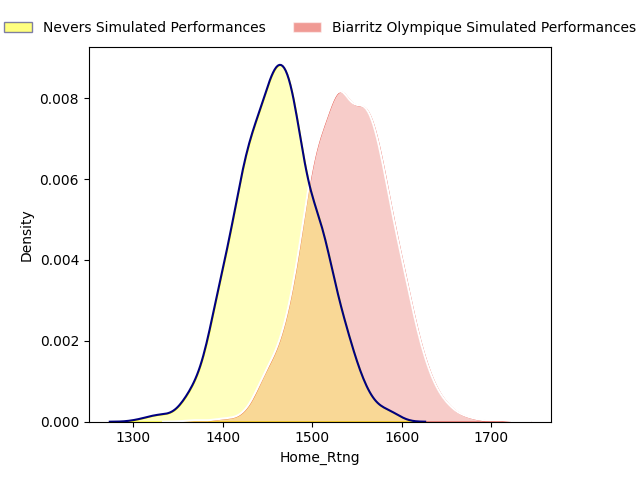 Nevers Simulated Performances
Biarritz Olympique Simulated Performances
0.008
0.006
0.004
0.002
0.000
Density
1300 1400 1500 1600 1700
Home_Rtng